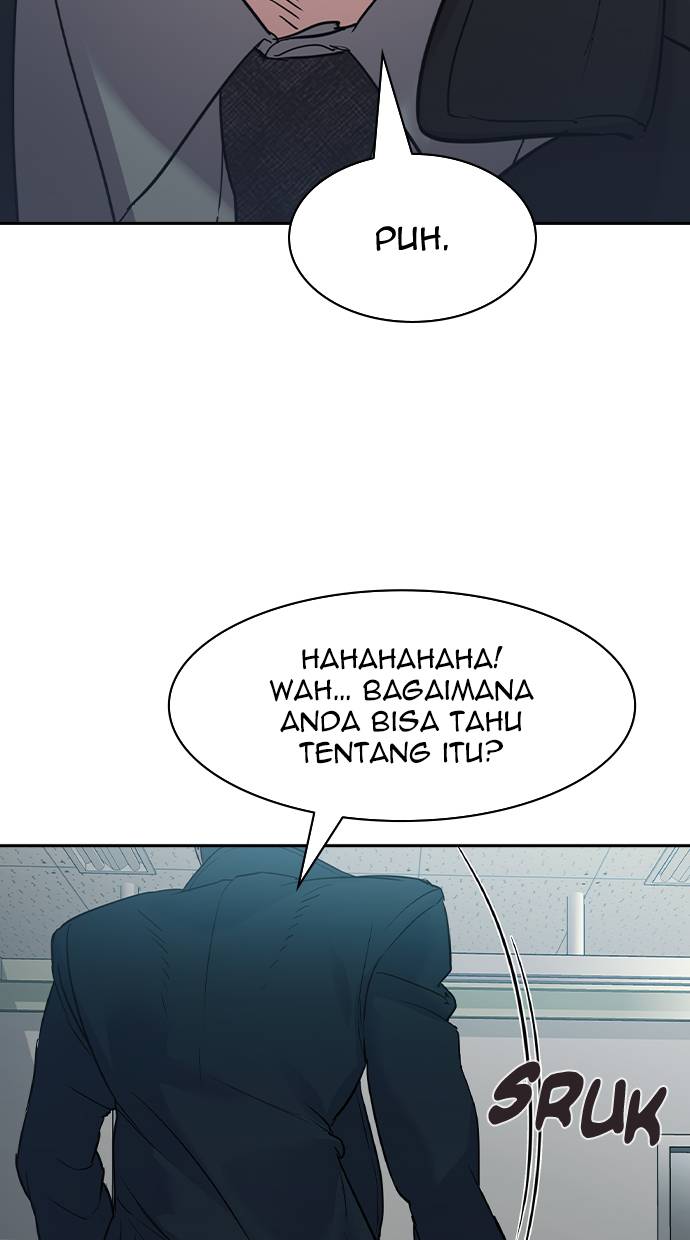 PUH.
HAHAHAHAHA!
WAH... BAGAIMANA
ANDA BISA TAHU
TENTANG ITU?
SRUK